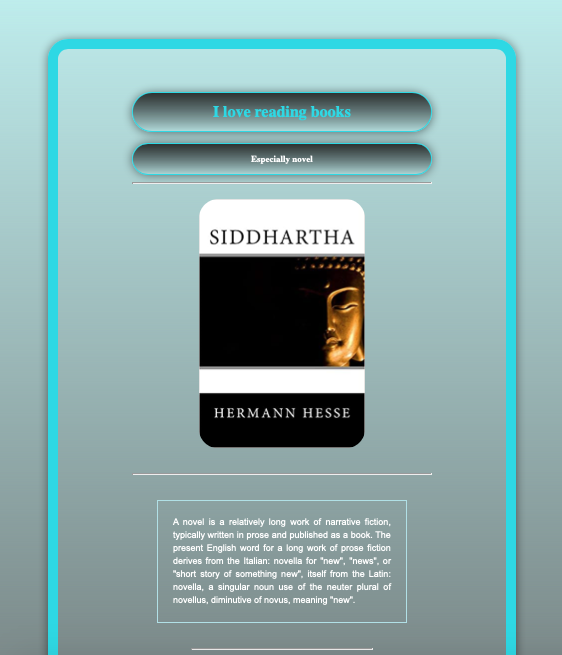 I love reading books
Especially novel
SIDDHARTHA
HERMANN HESSE
A novel is a relatively long work of narrative fiction,
typically written in prose and published as a book. The
present English word for a long work of prose fiction
derives from the Italian: novella for "new", "news", or
"short story of something new", itself from the Latin:
novella, a singular noun use of the neuter plural of
novellus, diminutive of novus, meaning "new".